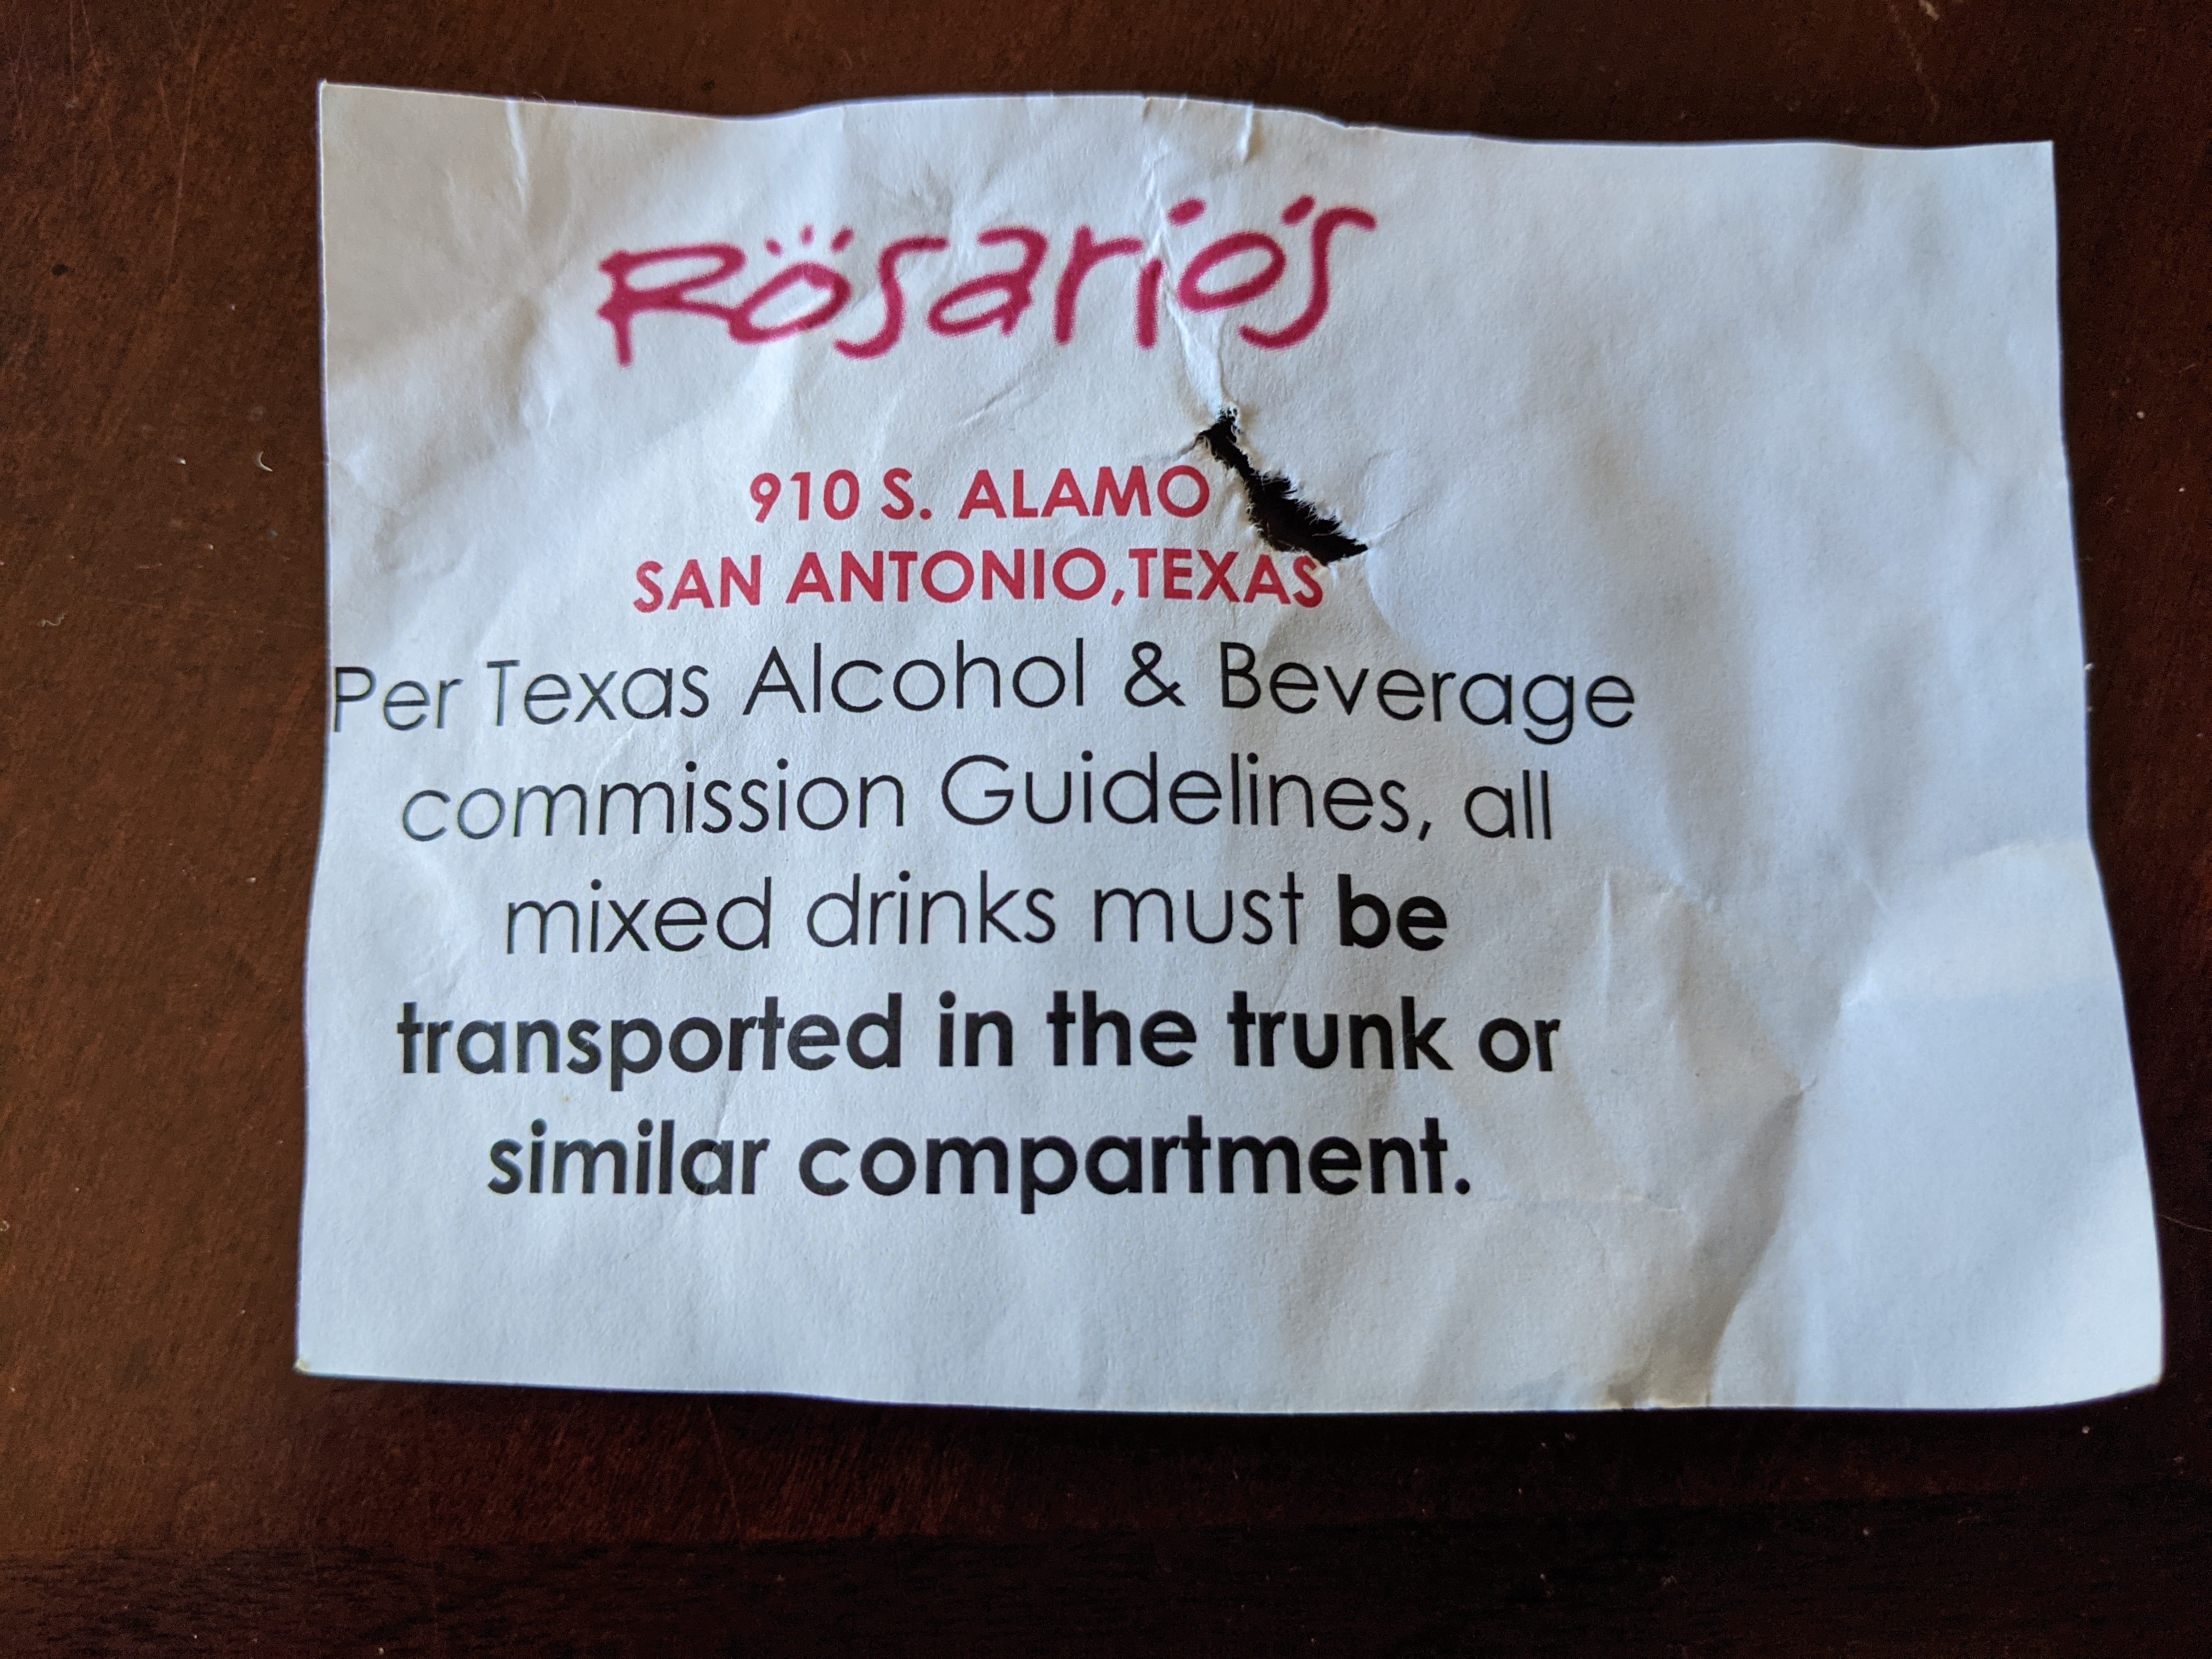 Rösario's
910 S. ALAMO
SAN ANTONIO,TEXAS
Per Texas Alcohol & Beverage
commission Guidelines, all
mixed drinks must be
transported in the trunk or
similar compartment.